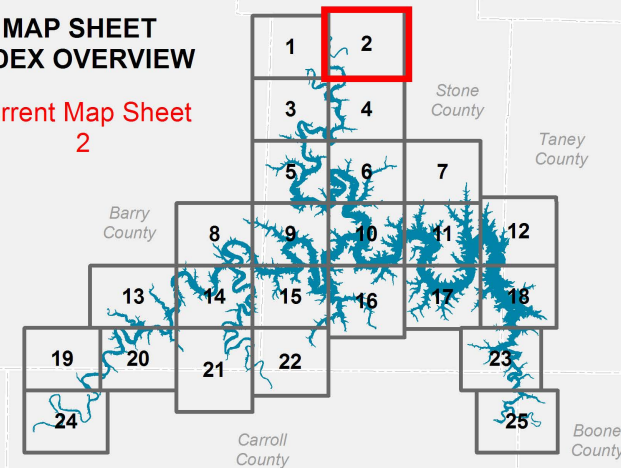 MAP SHEET
DEX OVERVIEW
rrent Map Sheet
2
1
2
3
4
Stone
County
5
6
7
Taney
County
Barry
County
8
9
10
11
12
13
14
15
16
17
18
19
20
21
22
23
24
25
Carroll
County
Boone
County